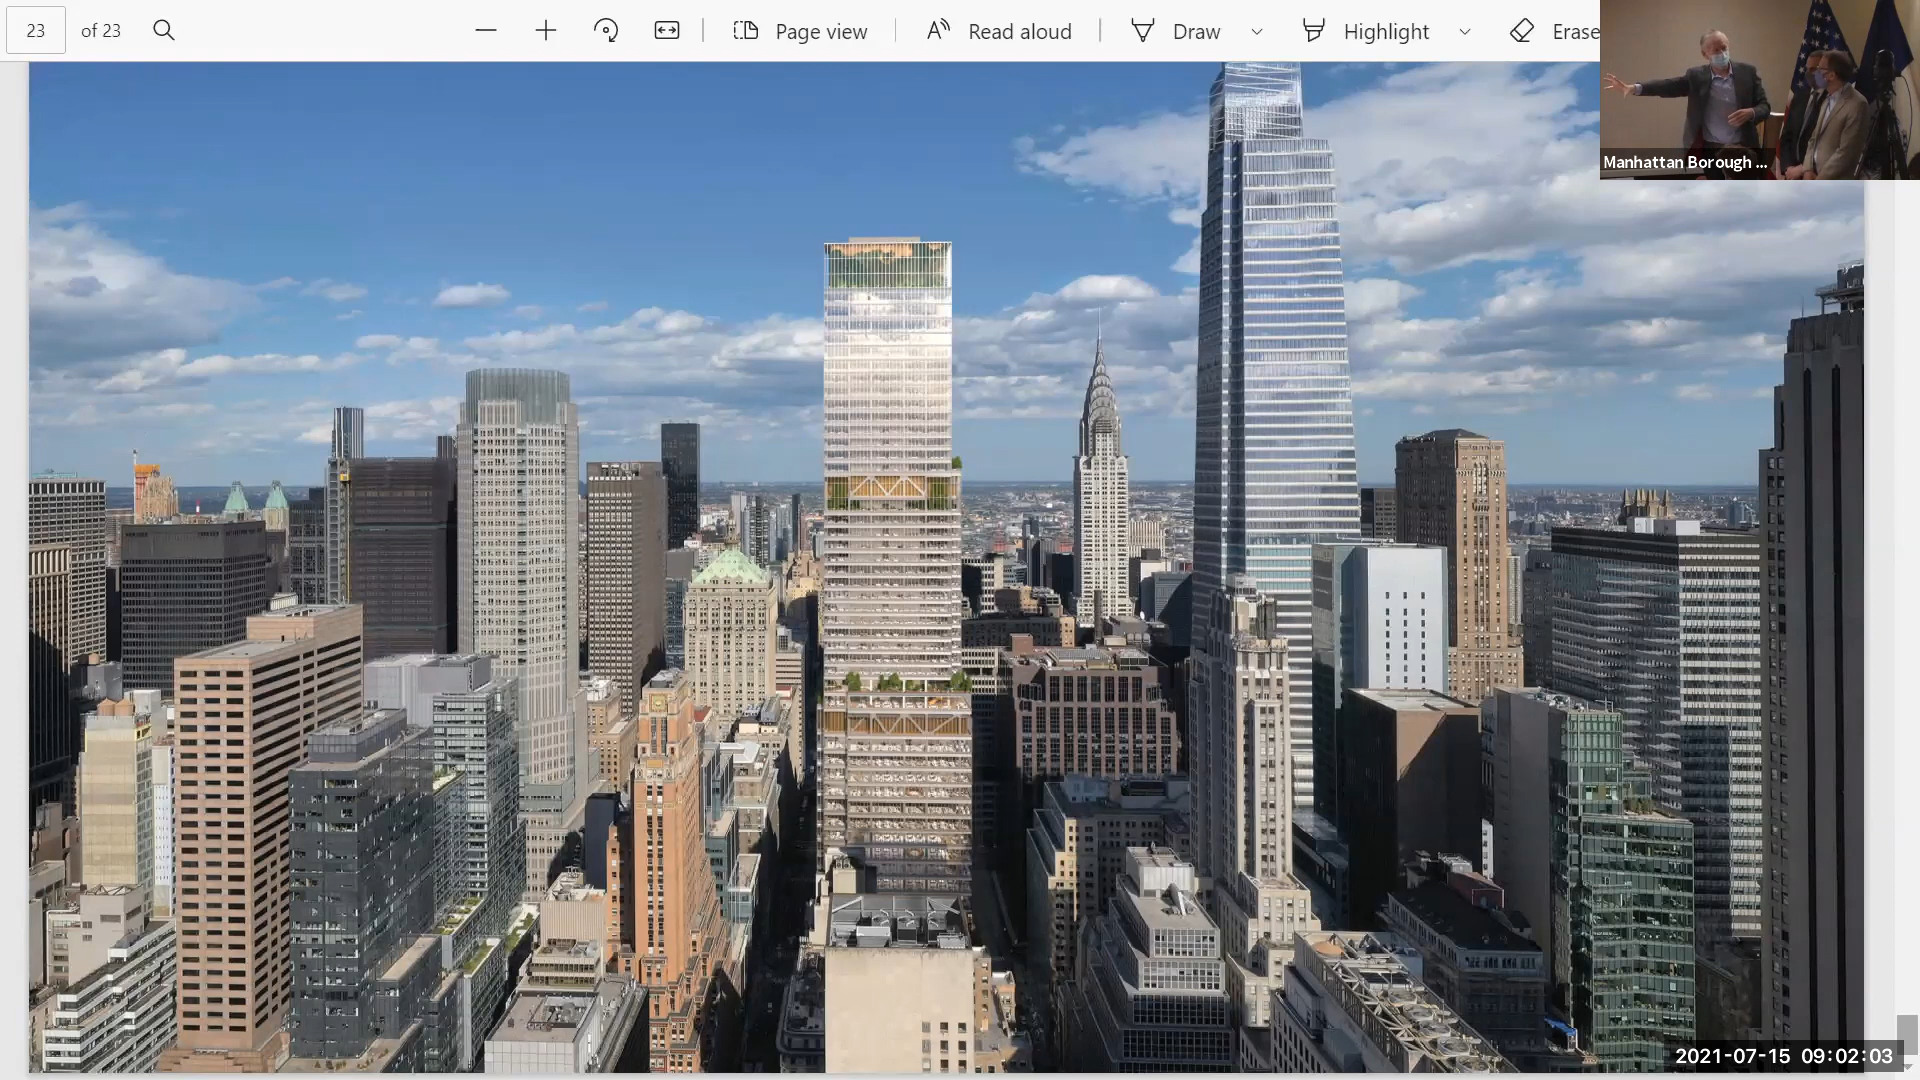 23 of 23 Page view Read aloud Draw Highlight Erase
Manhattan Borough ...
2021-07-15 09:02:03